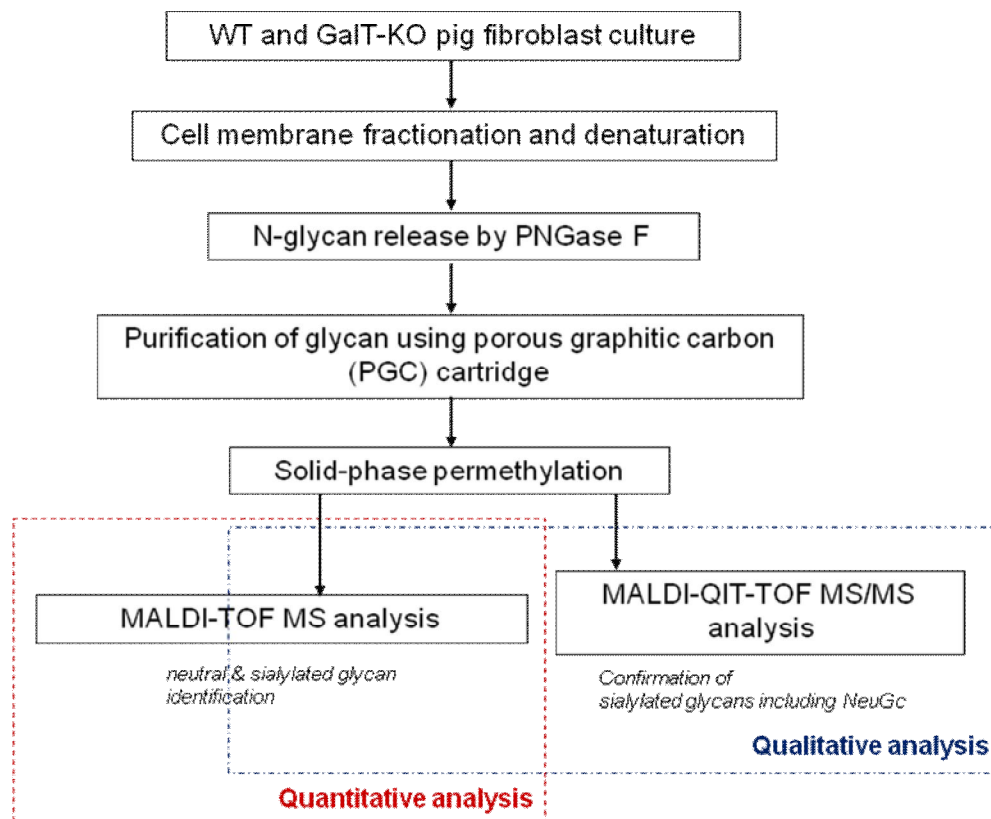 WT and GalT-KO pig fibroblast culture
Cell membrane fractionation and denaturation
N-glycan release by PNGase F
Purification of glycan using porous graphitic carbon
(PGC) cartridge
Solid-phase permethylation
MALDI-TOF MS analysis
neutral & sialylated glycan
identification
MALDI-QIT-TOF MS/MS
analysis
Confirmation of
sialylated glycans including NeuGc
Qualitative analysis
Quantitative analysis